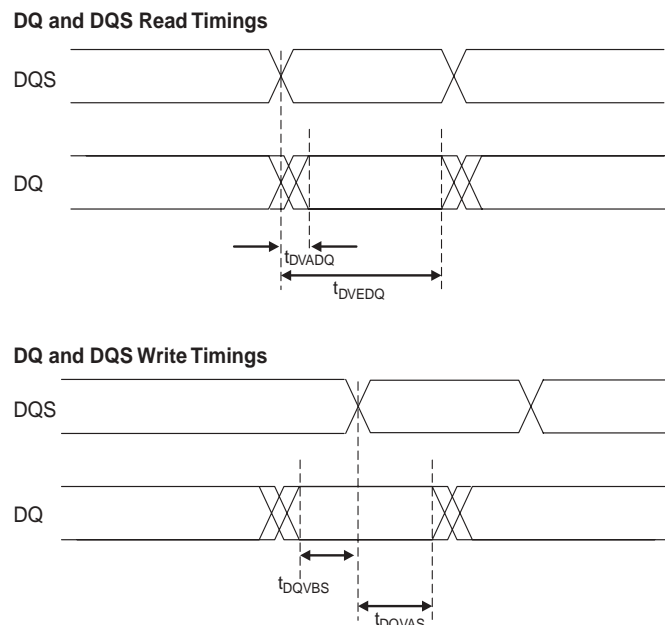 DQ and DQS Read Timings
DQS
DQ
tDVADQ
tDVEDQ
DQ and DQS Write Timings
DQS
DQ
tDQVBS
tDQVAS